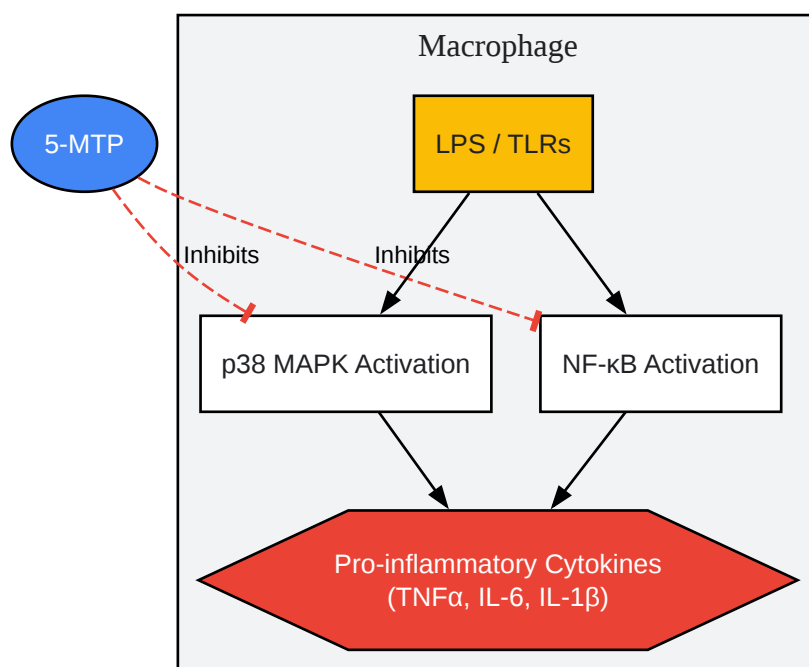 Macrophage
5-MTP
LPS / TLRs
Inhibits
Inhibits
p38 MAPK Activation
NF-κB Activation
Pro-inflammatory Cytokines
(TNFα, IL-6, IL-1β)